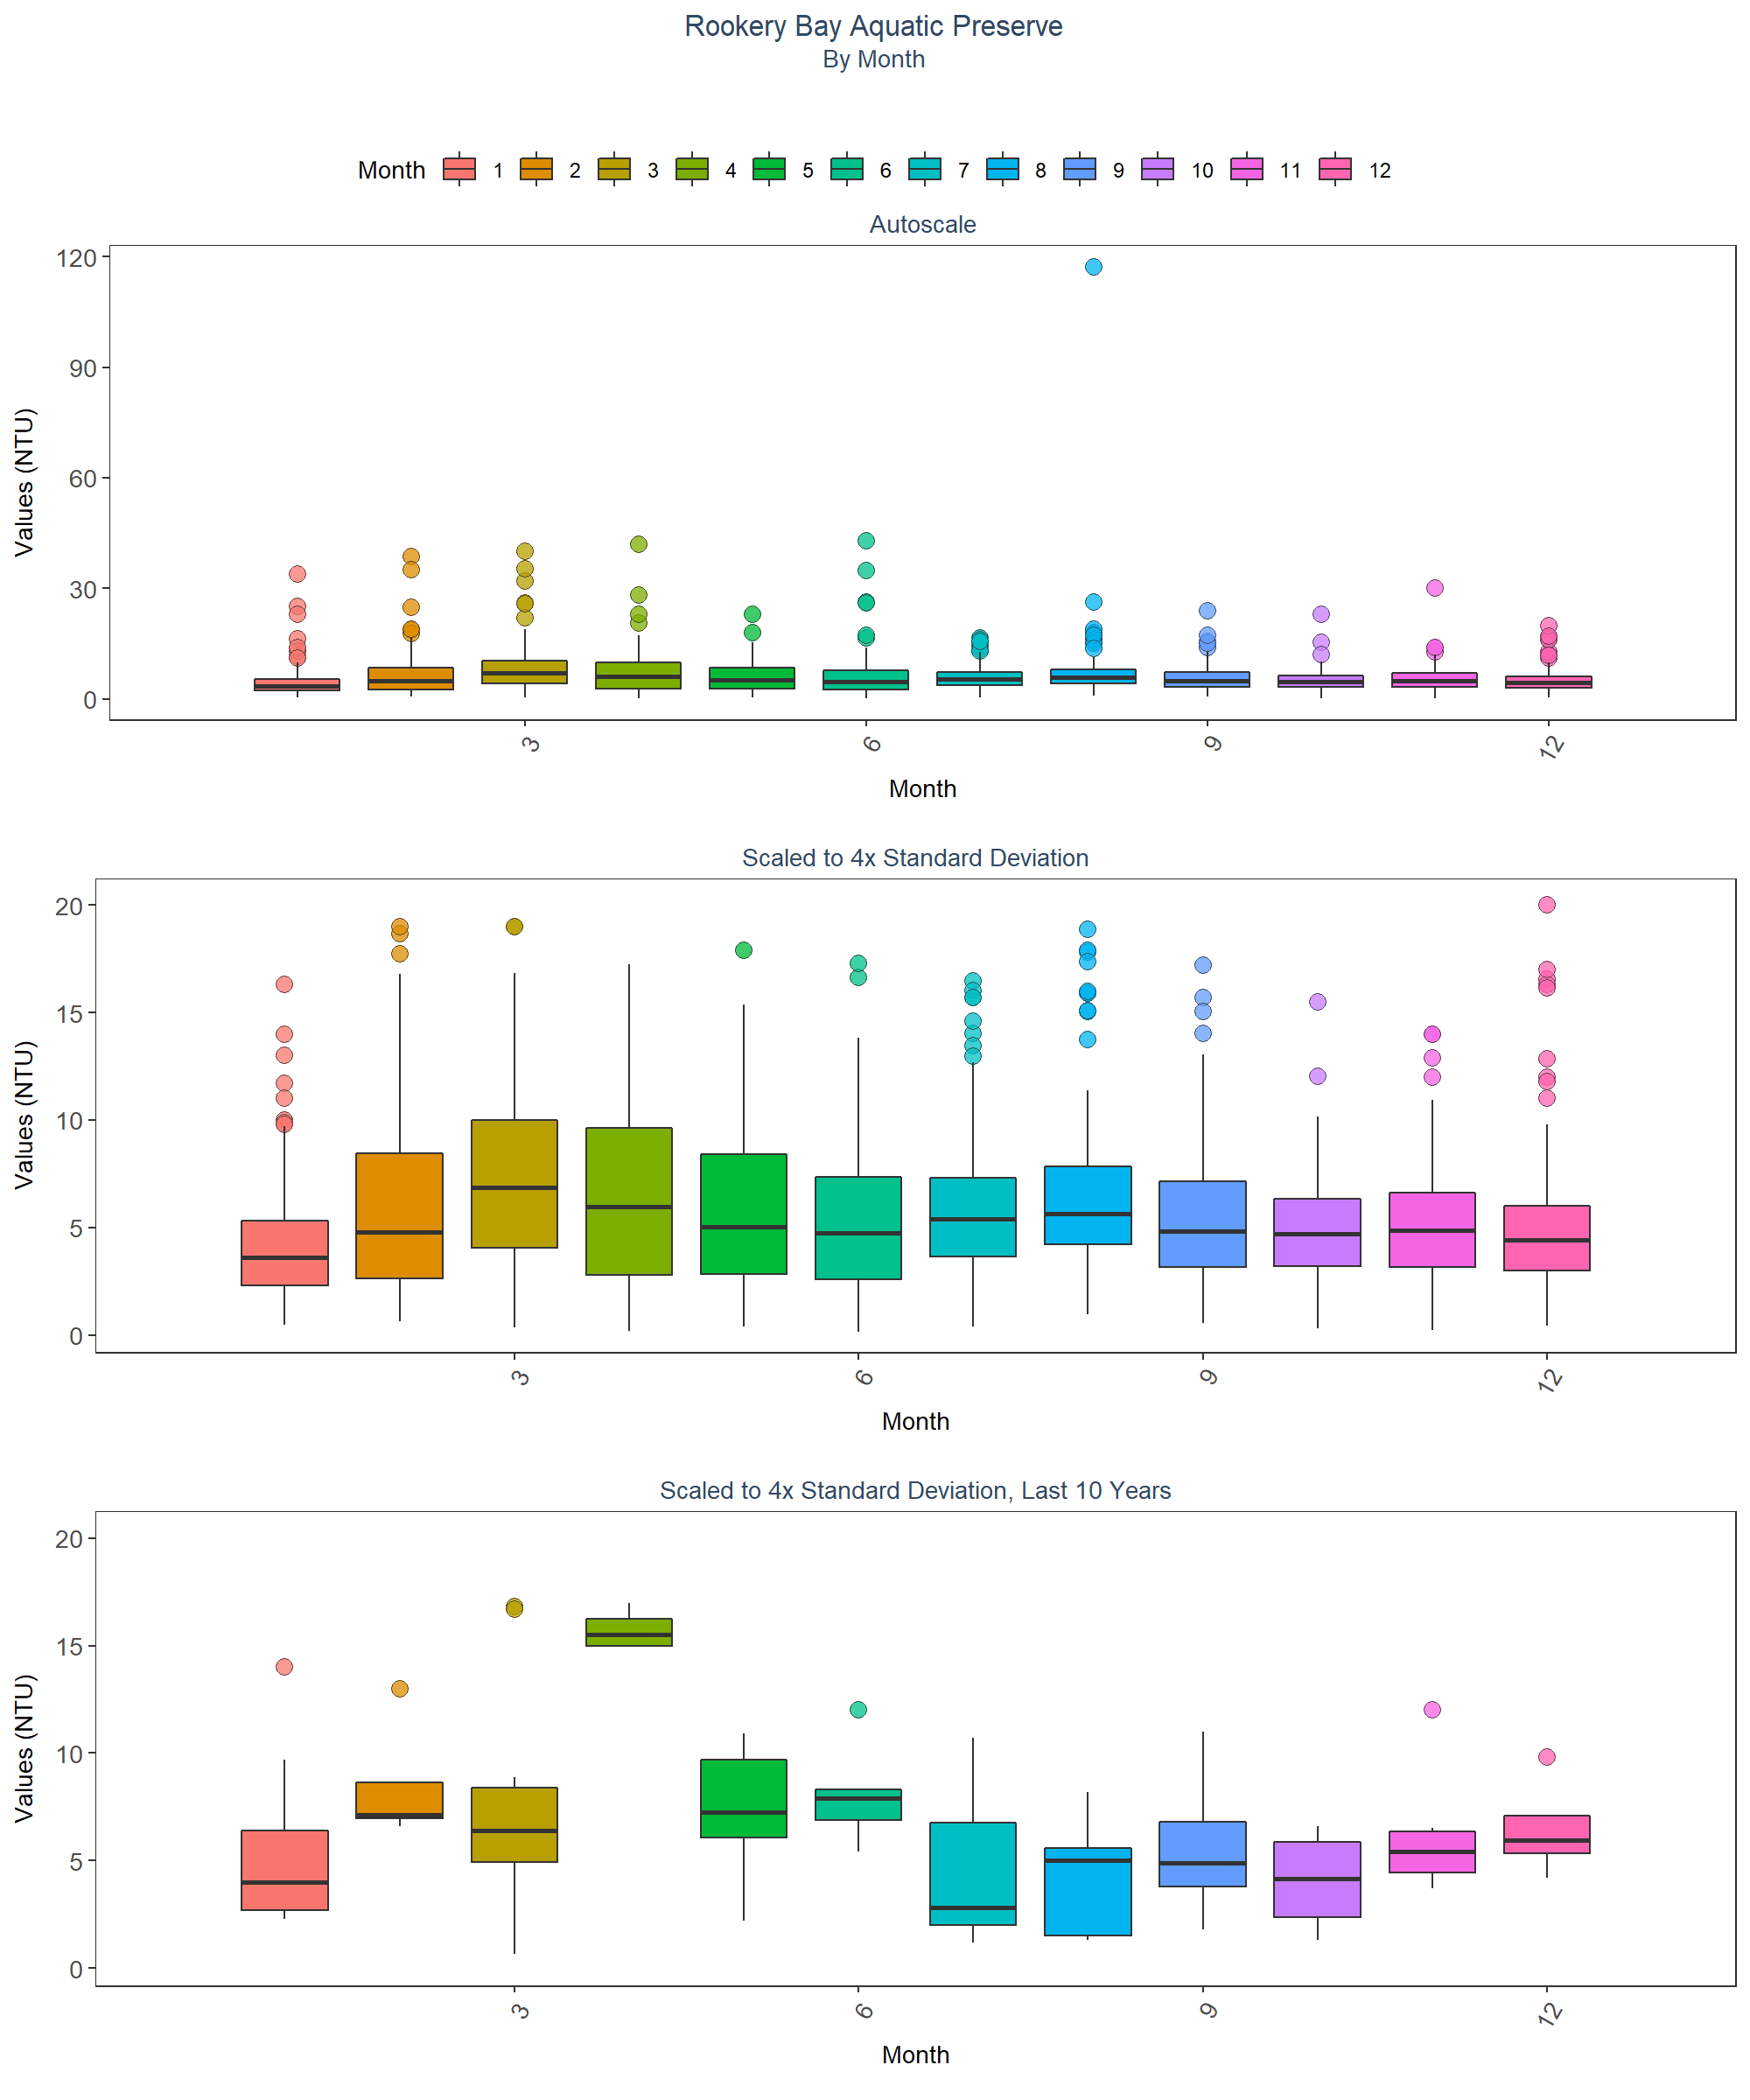 Rookery Bay Aquatic Preserve
By Month
Month 1 2 3 4 5 6 7 8 9 10 11 12
Autoscale
120
90
60
30
0
Values (NTU)
3 6 9 12
Month
Scaled to 4x Standard Deviation
20
15
10
5
0
Values (NTU)
3 6 9 12
Month
Scaled to 4x Standard Deviation, Last 10 Years
20
15
10
5
0
Values (NTU)
3 6 9 12
Month